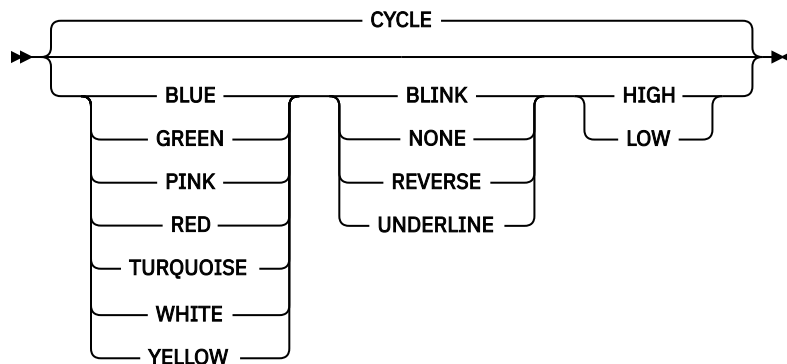 CYCLE
BLUE BLINK HIGH
GREEN NONE LOW
PINK REVERSE
RED UNDERLINE
TURQUOISE
WHITE
YELLOW